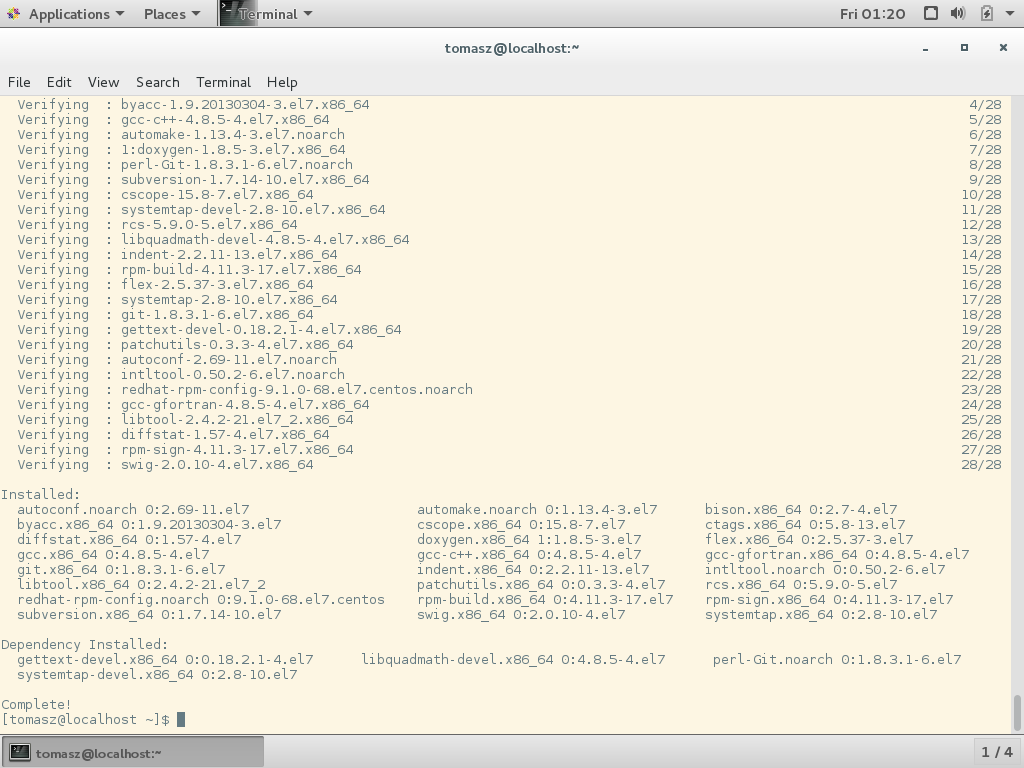 Applications Places Terminal Fri 01:20
tomasz@localhost:~
File Edit View Search Terminal Help
Verifying : byacc-1.9.20130304-3.el7.x86_64 4/28
Verifying : gcc-c++-4.8.5-4.el7.x86_64 5/28
Verifying : automake-1.13.4-3.el7.noarch 6/28
Verifying : 1:doxygen-1.8.5-3.el7.x86_64 7/28
Verifying : perl-Git-1.8.3.1-6.el7.noarch 8/28
Verifying : subversion-1.7.14-10.el7.x86_64 9/28
Verifying : cscope-15.8-7.el7.x86_64 10/28
Verifying : systemtap-devel-2.8-10.el7.x86_64 11/28
Verifying : rcs-5.9.0-5.el7.x86_64 12/28
Verifying : libquadmath-devel-4.8.5-4.el7.x86_64 13/28
Verifying : indent-2.2.11-13.el7.x86_64 14/28
Verifying : rpm-build-4.11.3-17.el7.x86_64 15/28
Verifying : flex-2.5.37-3.el7.x86_64 16/28
Verifying : systemtap-2.8-10.el7.x86_64 17/28
Verifying : git-1.8.3.1-6.el7.x86_64 18/28
Verifying : gettext-devel-0.18.2.1-4.el7.x86_64 19/28
Verifying : patchutils-0.3.3-4.el7.x86_64 20/28
Verifying : autoconf-2.69-11.el7.noarch 21/28
Verifying : intltool-0.50.2-6.el7.noarch 22/28
Verifying : redhat-rpm-config-9.1.0-68.el7.centos.noarch 23/28
Verifying : gcc-gfortran-4.8.5-4.el7.x86_64 24/28
Verifying : libtool-2.4.2-21.el7_2.x86_64 25/28
Verifying : diffstat-1.57-4.el7.x86_64 26/28
Verifying : rpm-sign-4.11.3-17.el7.x86_64 27/28
Verifying : swig-2.0.10-4.el7.x86_64 28/28
Installed:
autoconf.noarch 0:2.69-11.el7 automake.noarch 0:1.13.4-3.el7 bison.x86_64 0:2.7-4.el7
byacc.x86_64 0:1.9.20130304-3.el7 cscope.x86_64 0:15.8-7.el7 ctags.x86_64 0:5.8-13.el7
diffstat.x86_64 0:1.57-4.el7 doxygen.x86_64 1:1.8.5-3.el7 flex.x86_64 0:2.5.37-3.el7
gcc.x86_64 0:4.8.5-4.el7 gcc-c++.x86_64 0:4.8.5-4.el7 gcc-gfortran.x86_64 0:4.8.5-4.el7
git.x86_64 0:1.8.3.1-6.el7 indent.x86_64 0:2.2.11-13.el7 intltool.noarch 0:0.50.2-6.el7
libtool.x86_64 0:2.4.2-21.el7_2 patchutils.x86_64 0:0.3.3-4.el7 rcs.x86_64 0:5.9.0-5.el7
redhat-rpm-config.noarch 0:9.1.0-68.el7.centos rpm-build.x86_64 0:4.11.3-17.el7 rpm-sign.x86_64 0:4.11.3-17.el7
subversion.x86_64 0:1.7.14-10.el7 swig.x86_64 0:2.0.10-4.el7 systemtap.x86_64 0:2.8-10.el7
Dependency Installed:
gettext-devel.x86_64 0:0.18.2.1-4.el7 libquadmath-devel.x86_64 0:4.8.5-4.el7 perl-Git.noarch 0:1.8.3.1-6.el7
systemtap-devel.x86_64 0:2.8-10.el7
Complete!
[tomasz@localhost ~]$
tomasz@localhost:~ 1 / 4